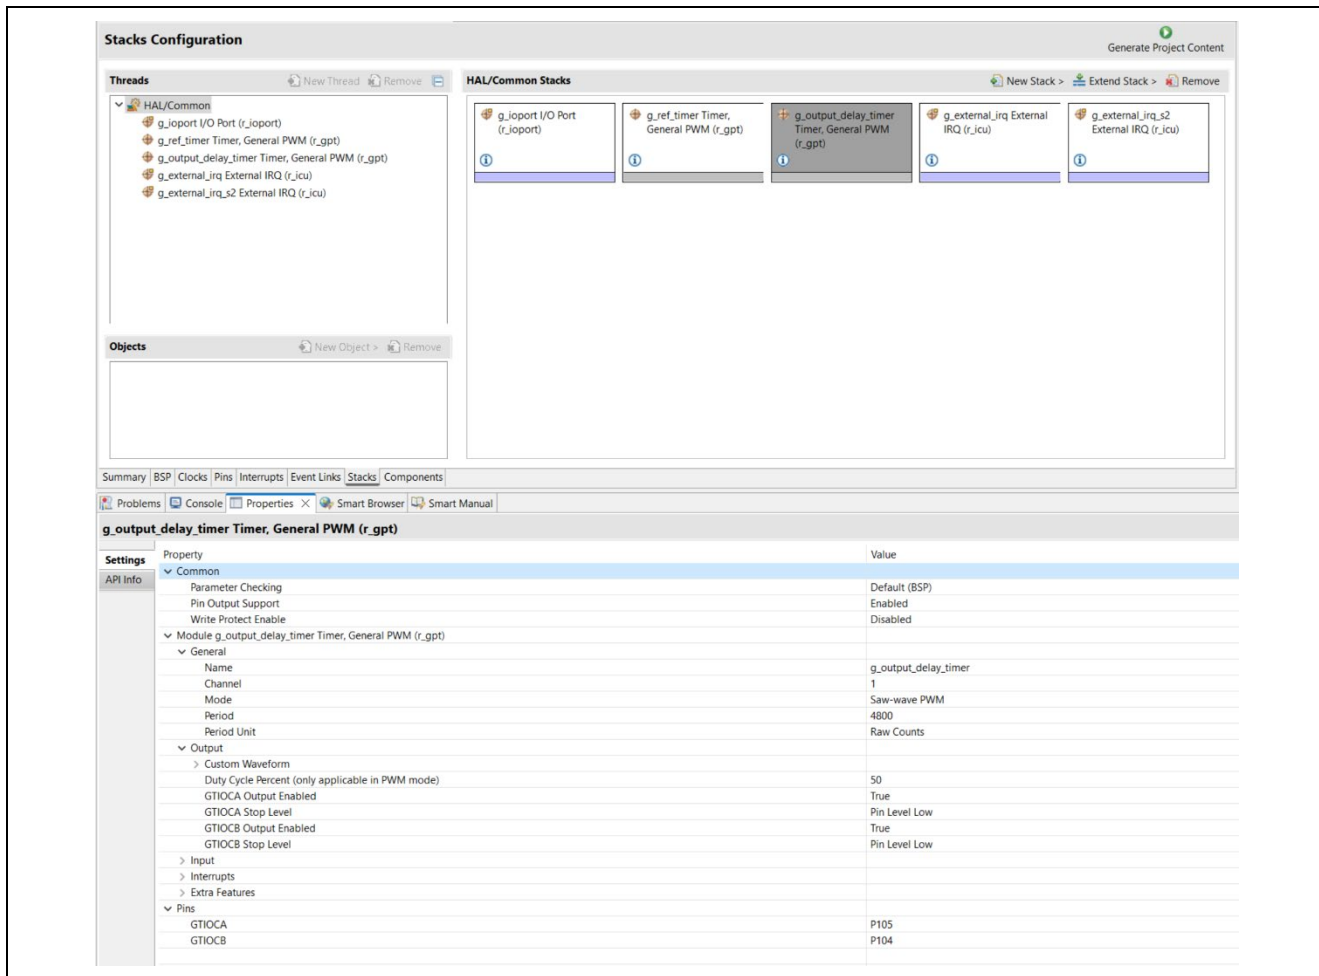 Stacks Configuration
Generate Project Content
Threads
New Thread Remove
HAL/Common
g_ioport I/O Port (r_ioport)
g_ref_timer Timer, General PWM (r_gpt)
g_output_delay_timer Timer, General PWM (r_gpt)
g_external_irq External IRQ (r_icu)
g_external_irq_s2 External IRQ (r_icu)
HAL/Common Stacks
New Stack > Extend Stack > Remove
g_ioport I/O Port
(r_ioport)
g_ref_timer Timer,
General PWM (r_gpt)
g_output_delay_timer
Timer, General PWM
(r_gpt)
g_external_irq External
IRQ (r_icu)
g_external_irq_s2
External IRQ (r_icu)
Objects
New Object > Remove
Summary BSP Clocks Pins Interrupts Event Links Stacks Components
Problems Console Properties Smart Browser Smart Manual
g_output_delay_timer Timer, General PWM (r_gpt)
Settings
API Info
Property Value
Common
Parameter Checking Default (BSP)
Pin Output Support Enabled
Write Protect Enable Disabled
Module g_output_delay_timer Timer, General PWM (r_gpt)
General
Name g_output_delay_timer
Channel 1
Mode Saw-wave PWM
Period 4800
Period Unit Raw Counts
Output
Custom Waveform
Duty Cycle Percent (only applicable in PWM mode) 50
GTIOCA Output Enabled True
GTIOCA Stop Level Pin Level Low
GTIOCB Output Enabled True
GTIOCB Stop Level Pin Level Low
Input
Interrupts
Extra Features
Pins
GTIOCA P105
GTIOCB P104